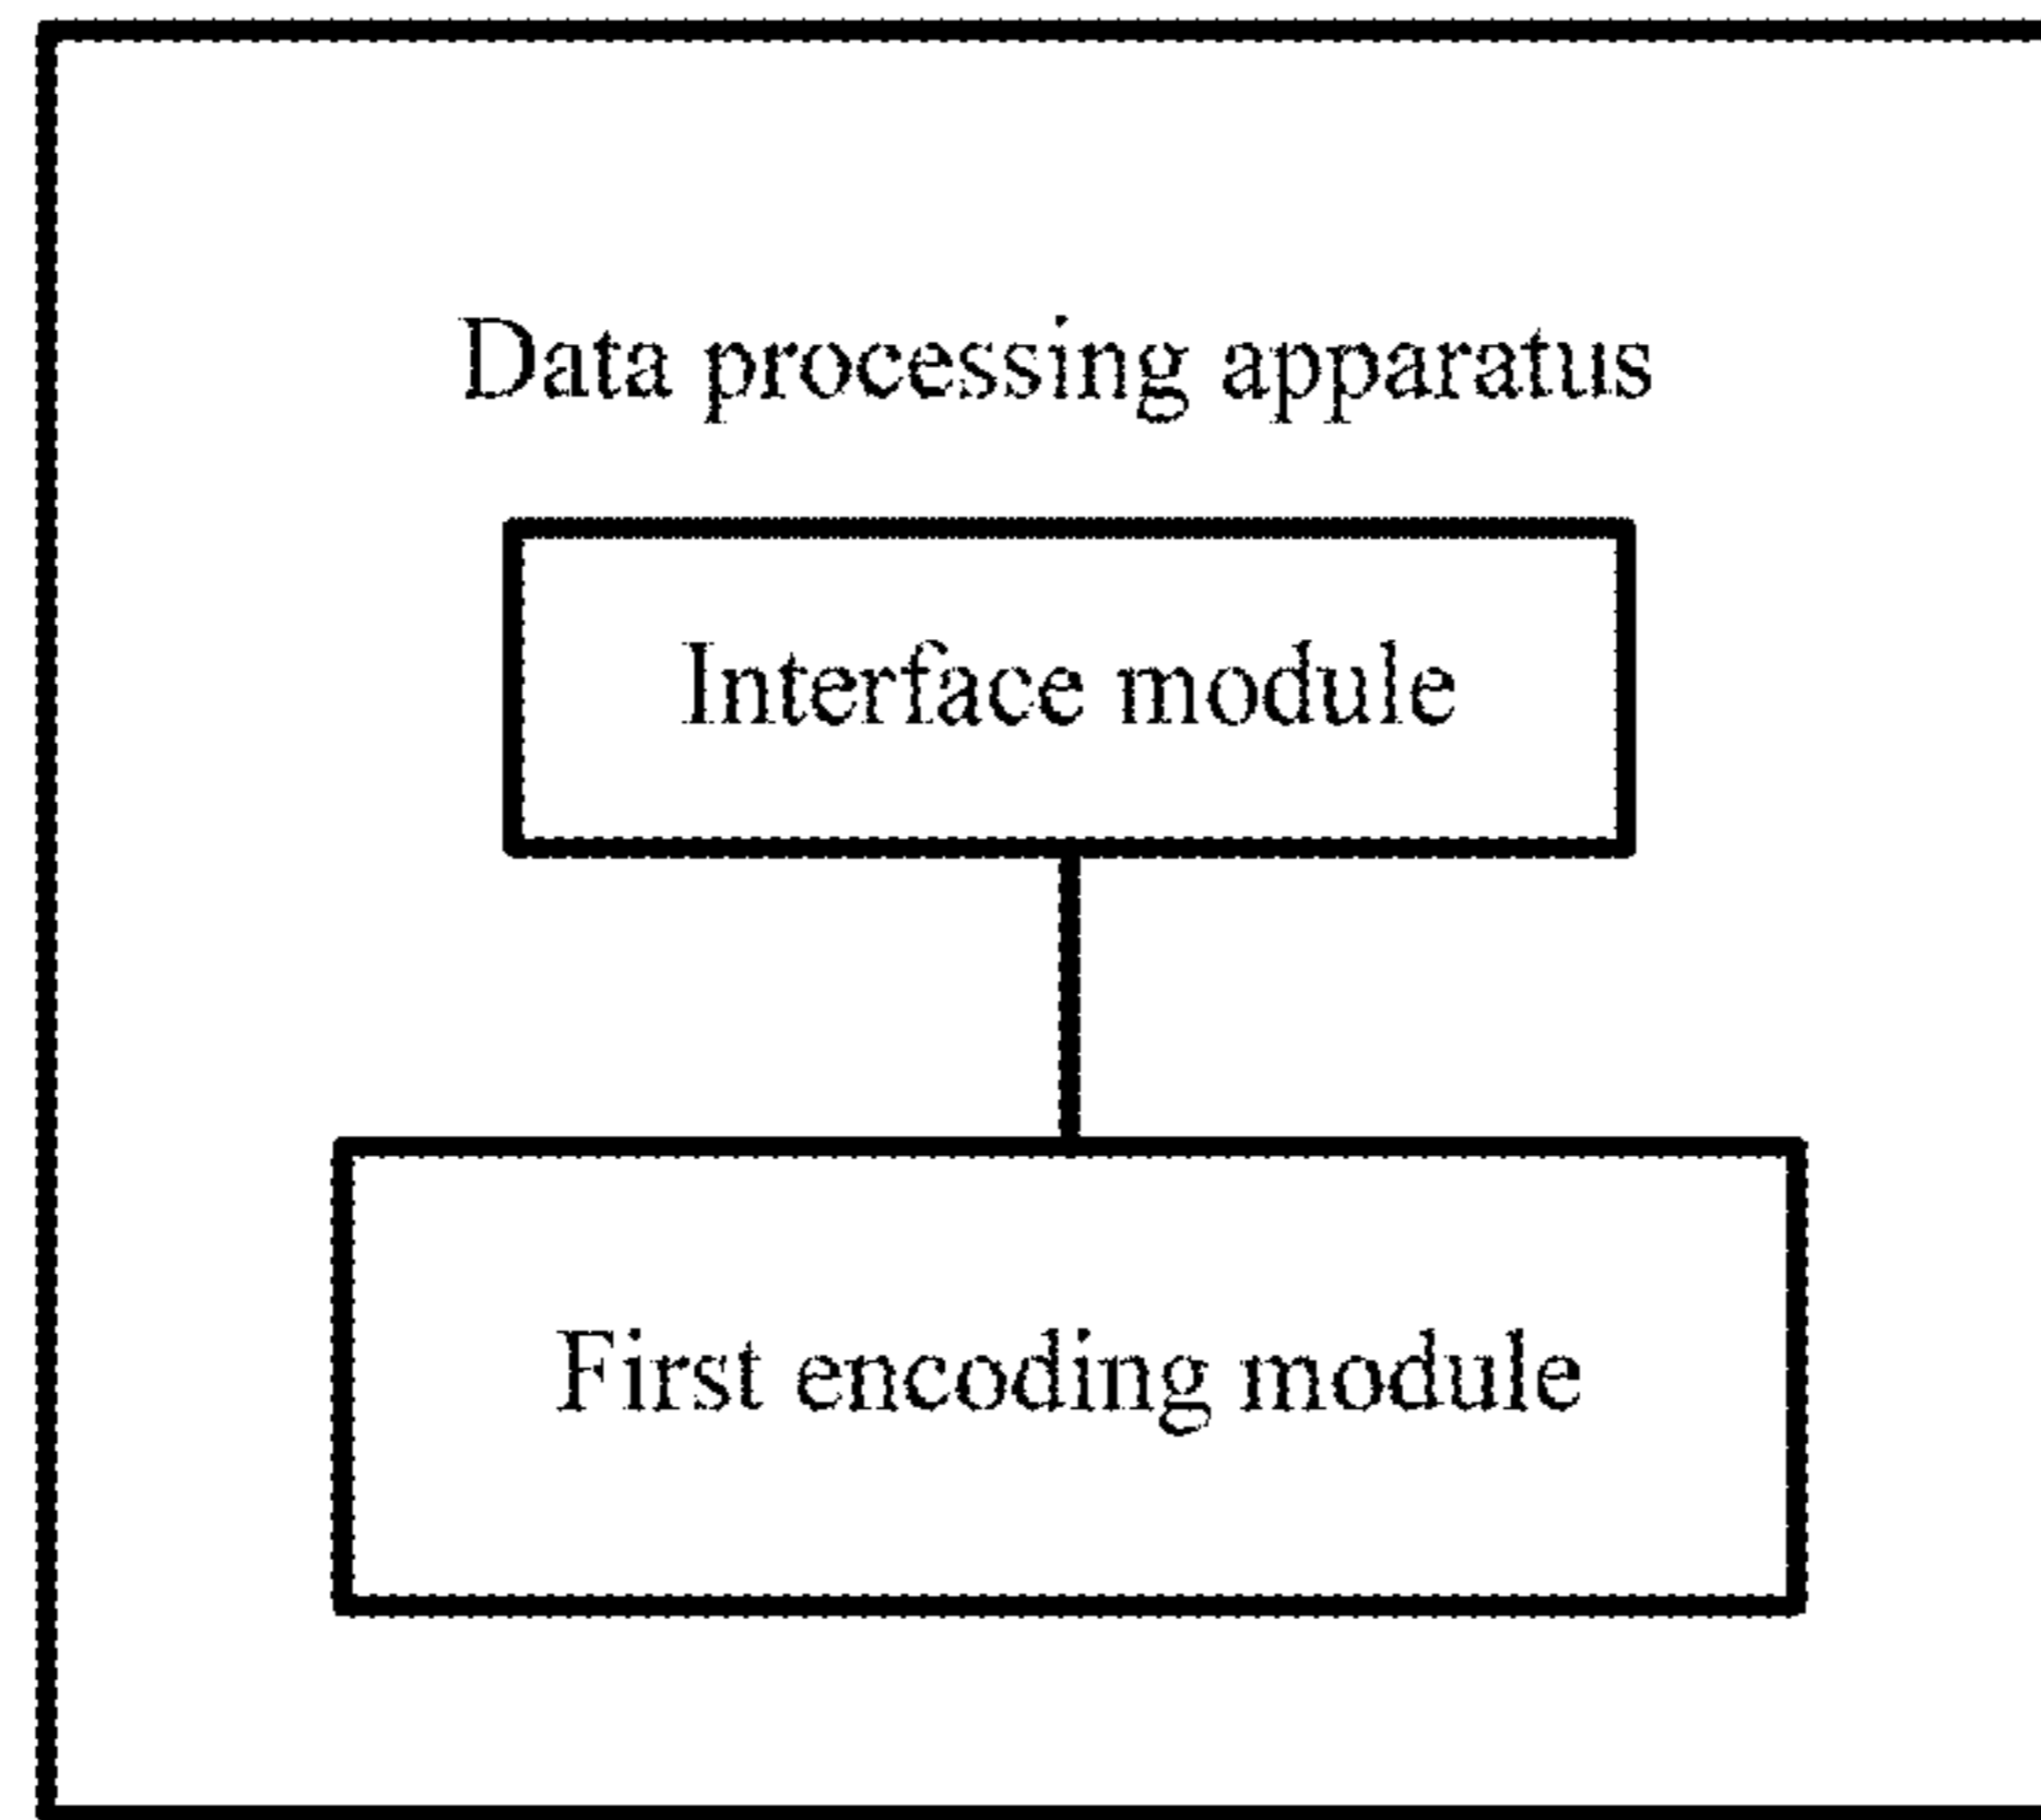 Data processing apparatus
Interface module
First encoding module